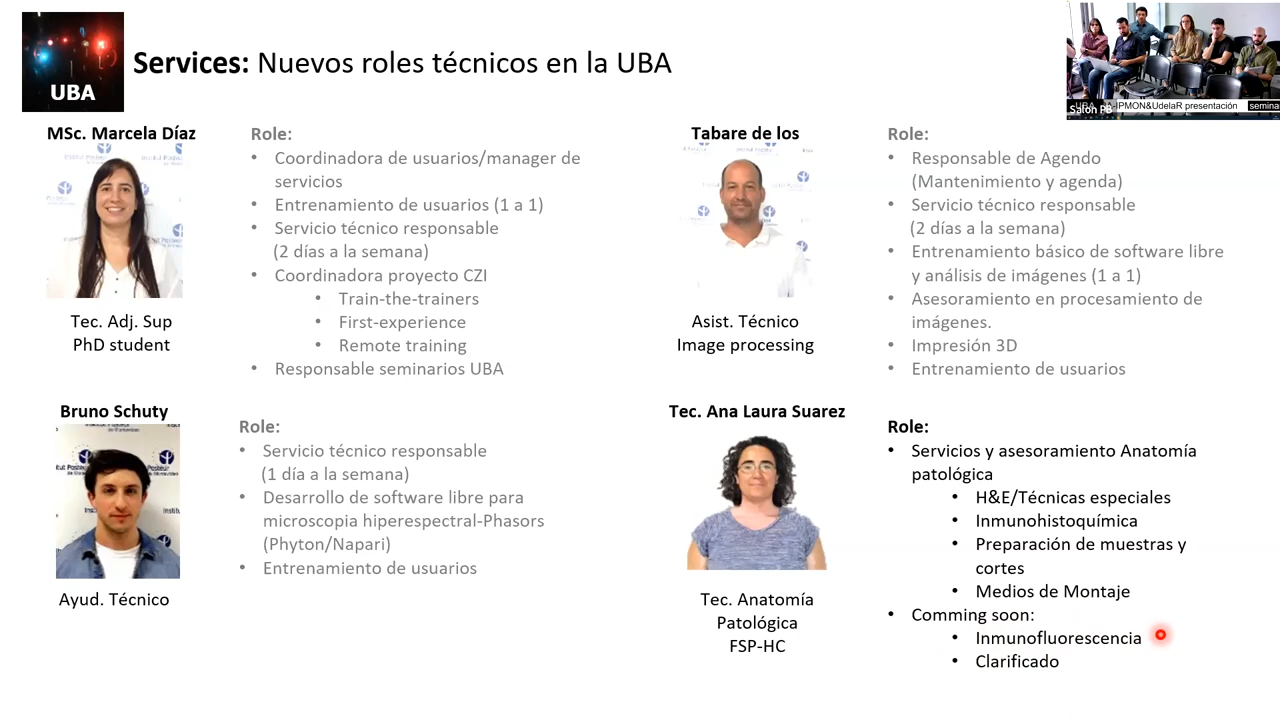 UBA
Services: Nuevos roles técnicos en la UBA
Salon PB
A-IPMON&UdelaR presentación
semina
MSc. Marcela Díaz
Tec. Adj. Sup
PhD student
Role:
• Coordinadora de usuarios/manager de
servicios
• Entrenamiento de usuarios (1 a 1)
• Servicio técnico responsable
(2 días a la semana)
• Coordinadora proyecto CZI
• Train-the-trainers
• First-experience
• Remote training
• Responsable seminarios UBA
Tabare de los
Asist. Técnico
Image processing
Role:
• Responsable de Agendo
(Mantenimiento y agenda)
• Servicio técnico responsable
(2 días a la semana)
• Entrenamiento básico de software libre
y análisis de imágenes (1 a 1)
• Asesoramiento en procesamiento de
imágenes.
• Impresión 3D
• Entrenamiento de usuarios
Bruno Schuty
Ayud. Técnico
Role:
• Servicio técnico responsable
(1 día a la semana)
• Desarrollo de software libre para
microscopia hiperespectral-Phasors
(Phyton/Napari)
• Entrenamiento de usuarios
Tec. Ana Laura Suarez
Tec. Anatomía
Patológica
FSP-HC
Role:
• Servicios y asesoramiento Anatomía
patológica
• H&E/Técnicas especiales
• Inmunohistoquímica
• Preparación de muestras y
cortes
• Medios de Montaje
• Comming soon:
• Inmunofluorescencia
• Clarificado